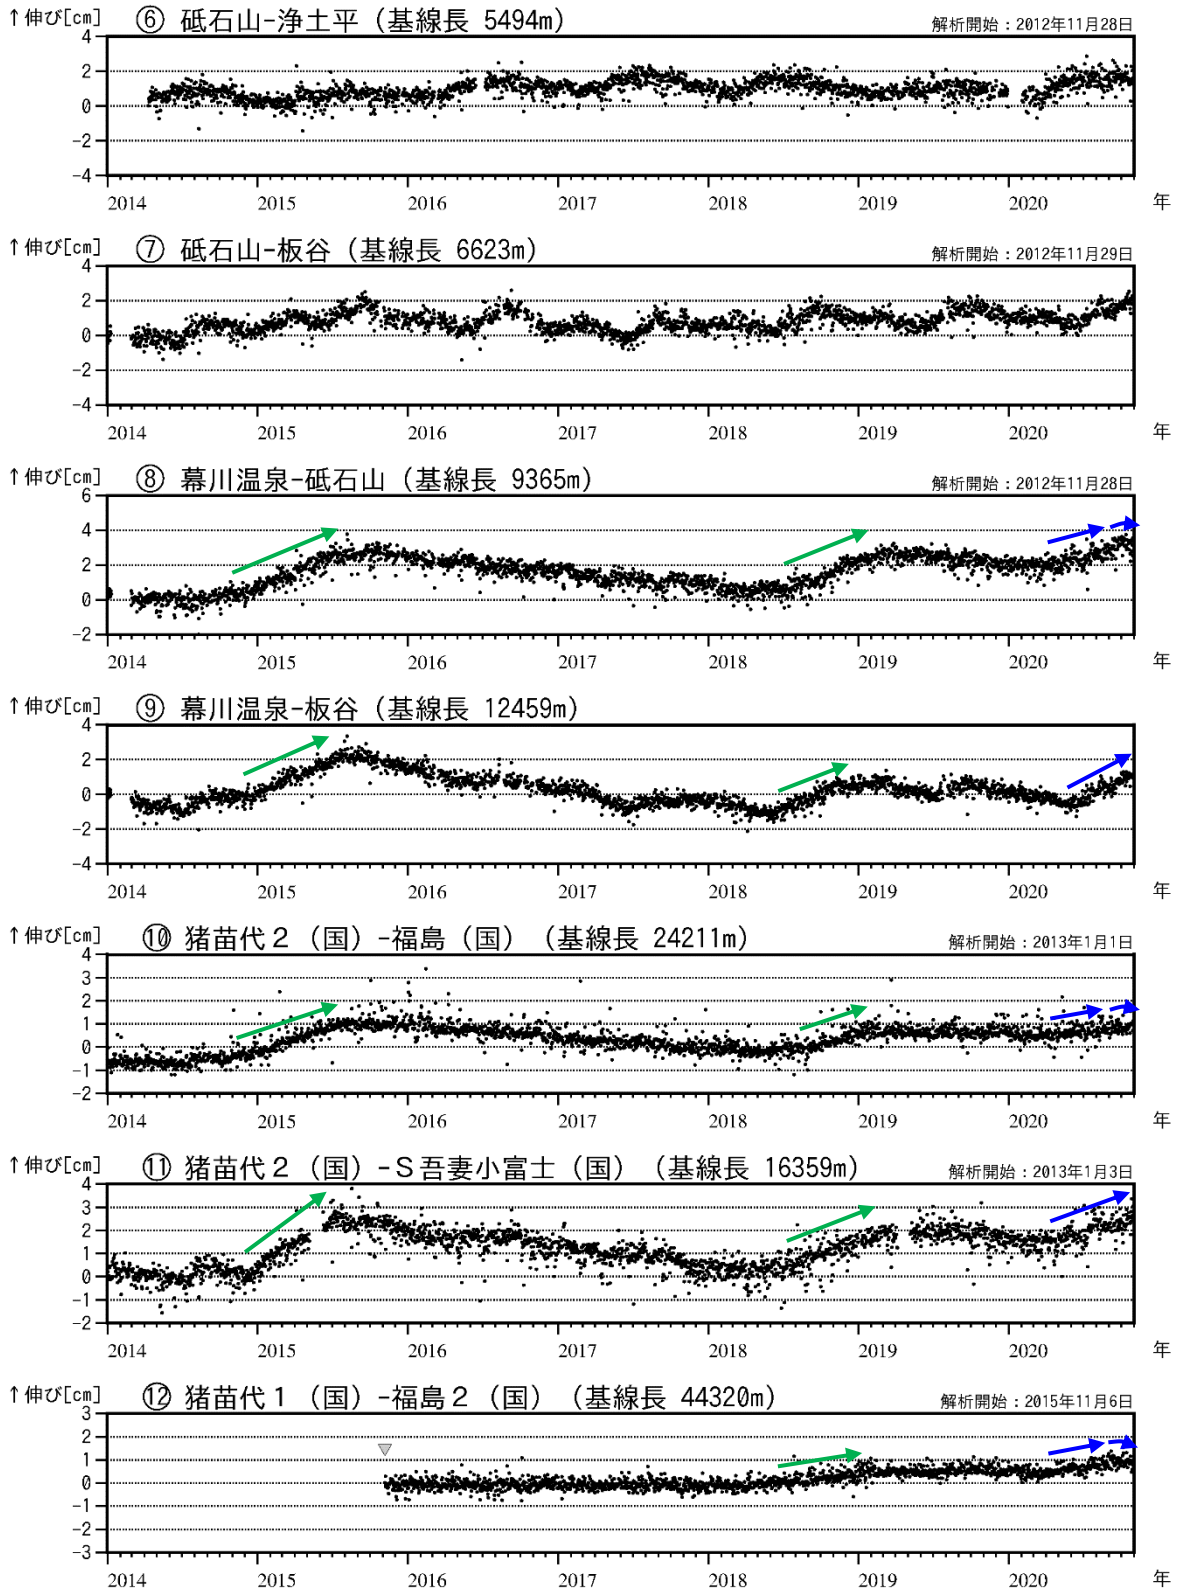 ↑伸び[cm] ⑥ 砥石山-浄土平（基線長 5494m） 解析開始：2012年11月28日
4
2
0
-2
-4
2014 2015 2016 2017 2018 2019 2020 年
↑伸び[cm] ⑦ 砥石山-板谷（基線長 6623m） 解析開始：2012年11月29日
4
2
0
-2
-4
2014 2015 2016 2017 2018 2019 2020 年
↑伸び[cm] ⑧ 幕川温泉-砥石山（基線長 9365m） 解析開始：2012年11月28日
6
4
2
0
-2
2014 2015 2016 2017 2018 2019 2020 年
↑伸び[cm] ⑨ 幕川温泉-板谷（基線長 12459m）
4
2
0
-2
-4
2014 2015 2016 2017 2018 2019 2020 年
↑伸び[cm] ⑩ 猪苗代２（国）-福島（国）（基線長 24211m） 解析開始：2013年1月1日
4
3
2
1
0
-1
-2
2014 2015 2016 2017 2018 2019 2020 年
↑伸び[cm] ⑪ 猪苗代２（国）-Ｓ吾妻小富士（国）（基線長 16359m） 解析開始：2013年1月3日
4
3
2
1
0
-1
-2
2014 2015 2016 2017 2018 2019 2020 年
↑伸び[cm] ⑫ 猪苗代１（国）-福島２（国）（基線長 44320m） 解析開始：2015年11月6日
3
2
1
0
-1
-2
-3
2014 2015 2016 2017 2018 2019 2020 年